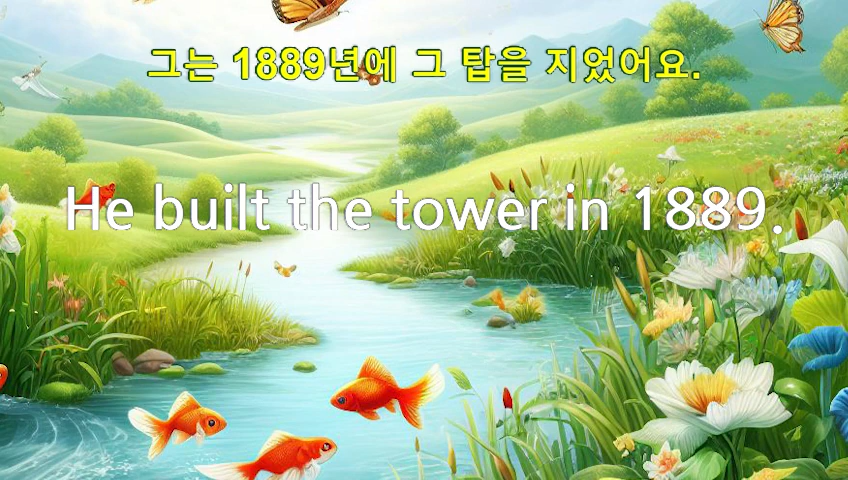 그는 1889년에 그 탑을 지었어요.
He built the tower in 1889.